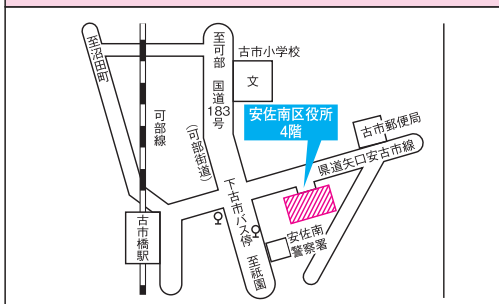 至沼田町
可部線
古市橋駅
至可部
国道
183
号
（可部街道）
古市小学校
文
安佐南区役所
4階
古市郵便局
県道矢口安古市線
下古市バス停
至祇園
安佐南
警察署